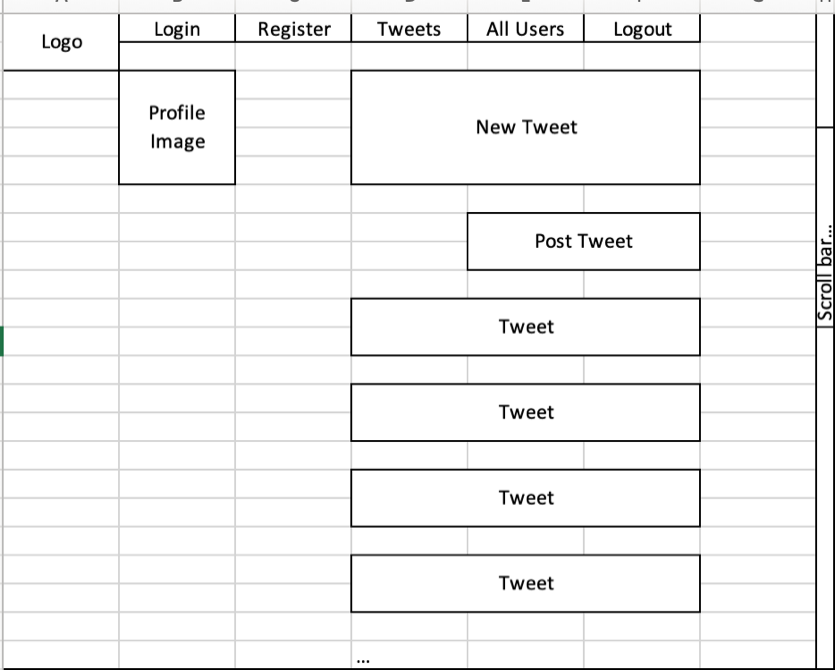 Logo
Login
Register
Tweets
All Users
Logout
Profile
Image
New Tweet
Post Tweet
Tweet
Tweet
Tweet
Tweet
...
Scroll bar...